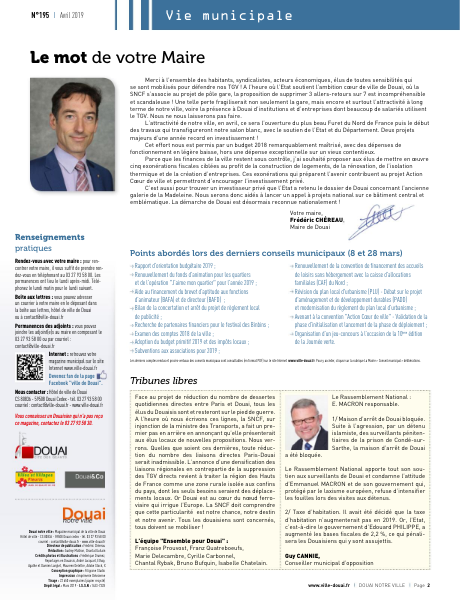 N°195 | Avril 2019
Vie municipale
Le mot de votre Maire
Merci à l'ensemble des habitants, syndicalistes, acteurs économiques, élus de toutes sensibilités qui
se sont mobilisés pour défendre nos TGV ! A l'heure où l'Etat soutient l'ambition cœur de ville de Douai, où la
SNCF s'associe au projet de pôle gare, la proposition de supprimer 3 allers-retours sur 7 est incompréhensible
et scandaleuse ! Une telle perte fragiliserait non seulement la gare, mais encore et surtout l'attractivité à long
terme de notre ville, voire la présence à Douai d'institutions et d'entreprises dont beaucoup de salariés utilisent
le TGV. Nous ne nous laisserons pas faire.
L'attractivité de notre ville, en avril, ce sera l'ouverture du plus beau Furet du Nord de France puis le début
des travaux qui transfigureront notre salon blanc, avec le soutien de l'Etat et du Département. Deux projets
majeurs d'une année record en investissement !
Cet effort nous est permis par un budget 2018 remarquablement maîtrisé, avec des dépenses de
fonctionnement en légère baisse, hors une dépense exceptionnelle sur un vieux contentieux.
Parce que les finances de la ville restent sous contrôle, j'ai souhaité proposer aux élus de mettre en œuvre
cinq exonérations fiscales ciblées au profit de la construction de logements, de la rénovation, de l'isolation
thermique et de la création d'entreprises. Ces exonérations qui préparent l'avenir contribuent au projet Action
Cœur de ville et permettront d'encourager l'investissement privé.
C'est aussi pour trouver un investisseur privé que l'Etat a retenu le dossier de Douai concernant l'ancienne
galerie de la Madeleine. Nous serons donc aidés à lancer un appel à projets national sur ce bâtiment central et
emblématique. La démarche de Douai est désormais reconnue nationalement !
Votre maire,
Frédéric CHÉREAU,
Maire de Douai
Renseignements
pratiques
Rendez-vous avec votre maire : pour ren-
contrer votre maire, il vous suffit de prendre ren-
dez-vous en téléphonant au 03 27 93 58 00. Les
permanences ont lieu le lundi après-midi. Télé-
phonez le lundi matin pour le lundi suivant.
Boîte aux lettres : vous pouvez adresser
un courrier à votre maire en le déposant dans
la boîte aux lettres, hôtel de ville de Douai
ou à contact@ville-douai.fr
Permanences des adjoints : vous pouvez
joindre les adjoint(e)s au maire en composant le
03 27 93 58 00 ou par courriel :
contact@ville-douai.fr
Internet : retrouvez votre
magazine municipal sur le site
Internet www.ville-douai.fr
et sur les pages de la page
Facebook "ville de Douai".
Nous contacter : Hôtel de ville de Douai
CS 80836 - 59508 Douai Cedex - tél. 03 27 93 58 00
courriel : contact@ville-douai.fr - www.ville-douai.fr
Vous connaissez un Douaisien qui n'a pas reçu
ce magazine, contactez le 03 27 93 58 30.
DOUAI
Villes et Villages
Fleuris
Douai&Co
Douai
notre ville
Points abordés lors des derniers conseils municipaux (8 et 28 mars)
Rapport d'orientation budgétaire 2019 ;
Renouvellement du fonds d'animation pour les quartiers
et de l'opération "J'aime mon quartier" pour l'année 2019 ;
Aide au financement du brevet d'aptitude aux fonctions
d'animateur (BAFA) et de directeur (BAFD) ;
Bilan de la concertation et arrêt du projet de règlement local
de publicité ;
Recherche de partenaires financiers pour le festival des Binbins ;
Examen des comptes 2018 de la ville ;
Adoption du budget primitif 2019 et des impôts locaux ;
Subventions aux associations pour 2019 ;
Renouvellement de la convention de financement des accueils
de loisirs sans hébergement avec la caisse d'allocations
familiales (CAF) du Nord ;
Révision du plan local d'urbanisme (PLU) - Débat sur le projet
d'aménagement et de développement durables (PADD)
et modernisation du règlement du plan local d'urbanisme ;
Avenant à la convention "Action Cœur de ville" - Validation de la
phase d'initialisation et lancement de la phase de déploiement ;
Organisation d'un jeu-concours à l'occasion de la 10ème édition
de la Journée verte.
Tribunes libres
Face au projet de réduction du nombre de dessertes
quotidiennes directes entre Paris et Douai, tous les
élus du Douaisis sont et resteront sur le pied de guerre.
A l'heure où nous écrivons ces lignes, la SNCF, sur
injonction de la ministre des Transports, a fait un pre-
mier pas en arrière en annonçant qu'elle présenterait
aux élus locaux de nouvelles propositions. Nous ver-
rons. Quelles que soient ces dernières, toute réduc-
tion du nombre des liaisons directes Paris-Douai
serait inadmissible. L'annonce d'une densification des
liaisons régionales en contrepartie de la suppression
des TGV directs revient à traiter la région des Hauts
de France comme une zone rurale isolée aux confins
du pays, dont les seuls besoins seraient des déplace-
ments locaux. Or Douai est au cœur du nœud ferro-
viaire qui irrigue l'Europe. La SNCF doit comprendre
que cette particularité est notre chance, notre destin
et notre avenir. Tous les douaisiens sont concernés,
tous doivent se mobiliser !
L'équipe "Ensemble pour Douai" :
Françoise Prouvost, Franz Quatreboeufs,
Marie Delecambre, Cyrille Carbonnel,
Chantal Rybak, Bruno Bufquin, Isabelle Chatelain.
Le Rassemblement National :
E. MACRON responsable.
1/ Maison d'arrêt de Douai bloquée.
Suite à l'agression, par un détenu
islamiste, des surveillants péniten-
tiaires de la prison de Condé-sur-
Sarthe, la maison d'arrêt de Douai
a été bloquée.
Le Rassemblement National apporte tout son sou-
tien aux surveillants de Douai et condamne l'attitude
d'Emmanuel MACRON et de son gouvernement qui,
protégé par le laxisme européen, refuse d'intensifier
les fouilles lors des visites aux détenus.
2/ Taxe d'habitation. Il avait été décidé que la taxe
d'habitation n'augmenterait pas en 2019. Or, l'Etat,
c'est-à-dire le gouvernement d'Edouard PHILIPPE, a
augmenté les bases fiscales de 2,2 %, ce qui pénali-
sera les Douaisiens qui y sont assujettis.
Guy CANNIE,
Conseiller municipal d'opposition
www.ville-douai.fr | DOUAI NOTRE VILLE | Page 2